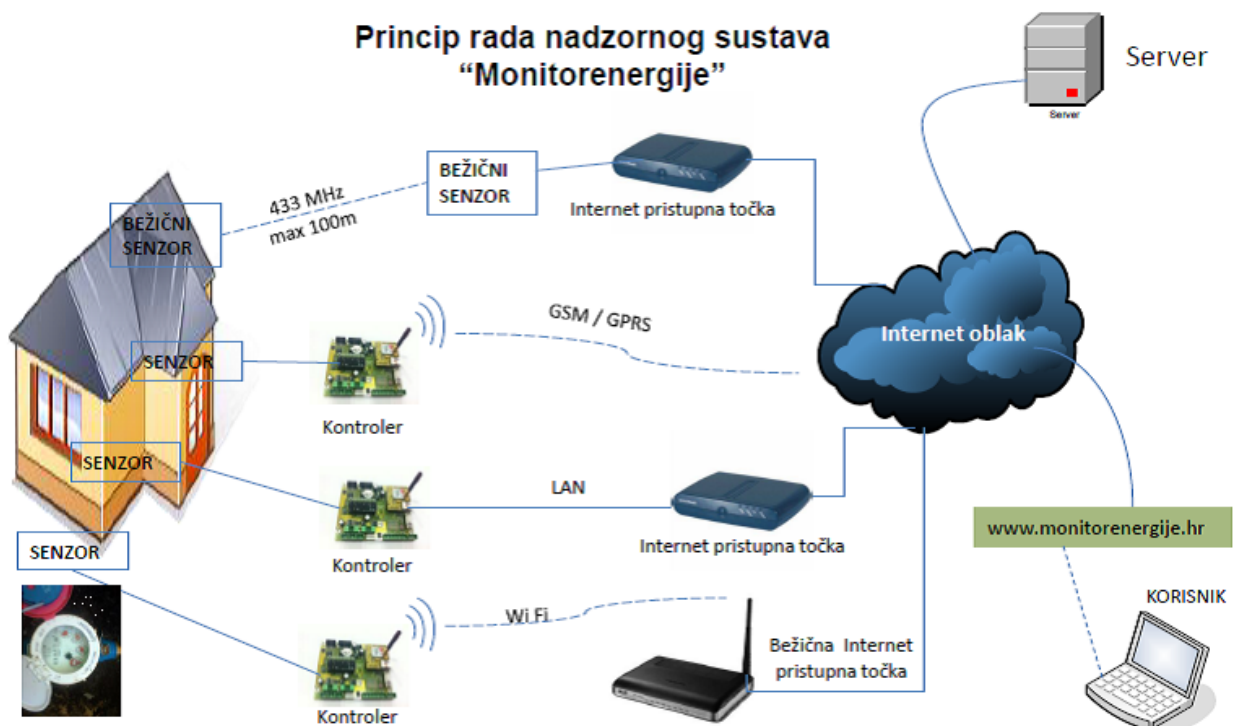 Princip rada nadzornog sustava
“Monitorenergije”
Server
Server
BEŽIČNI
SENZOR
433 MHz
max 100m
BEŽIČNI
SENZOR
Internet pristupna točka
SENZOR
Kontroler
GSM / GPRS
Internet oblak
SENZOR
Kontroler
LAN
Internet pristupna točka
www.monitorenergije.hr
SENZOR
Kontroler
Wi Fi
Bežična Internet
pristupna točka
KORISNIK